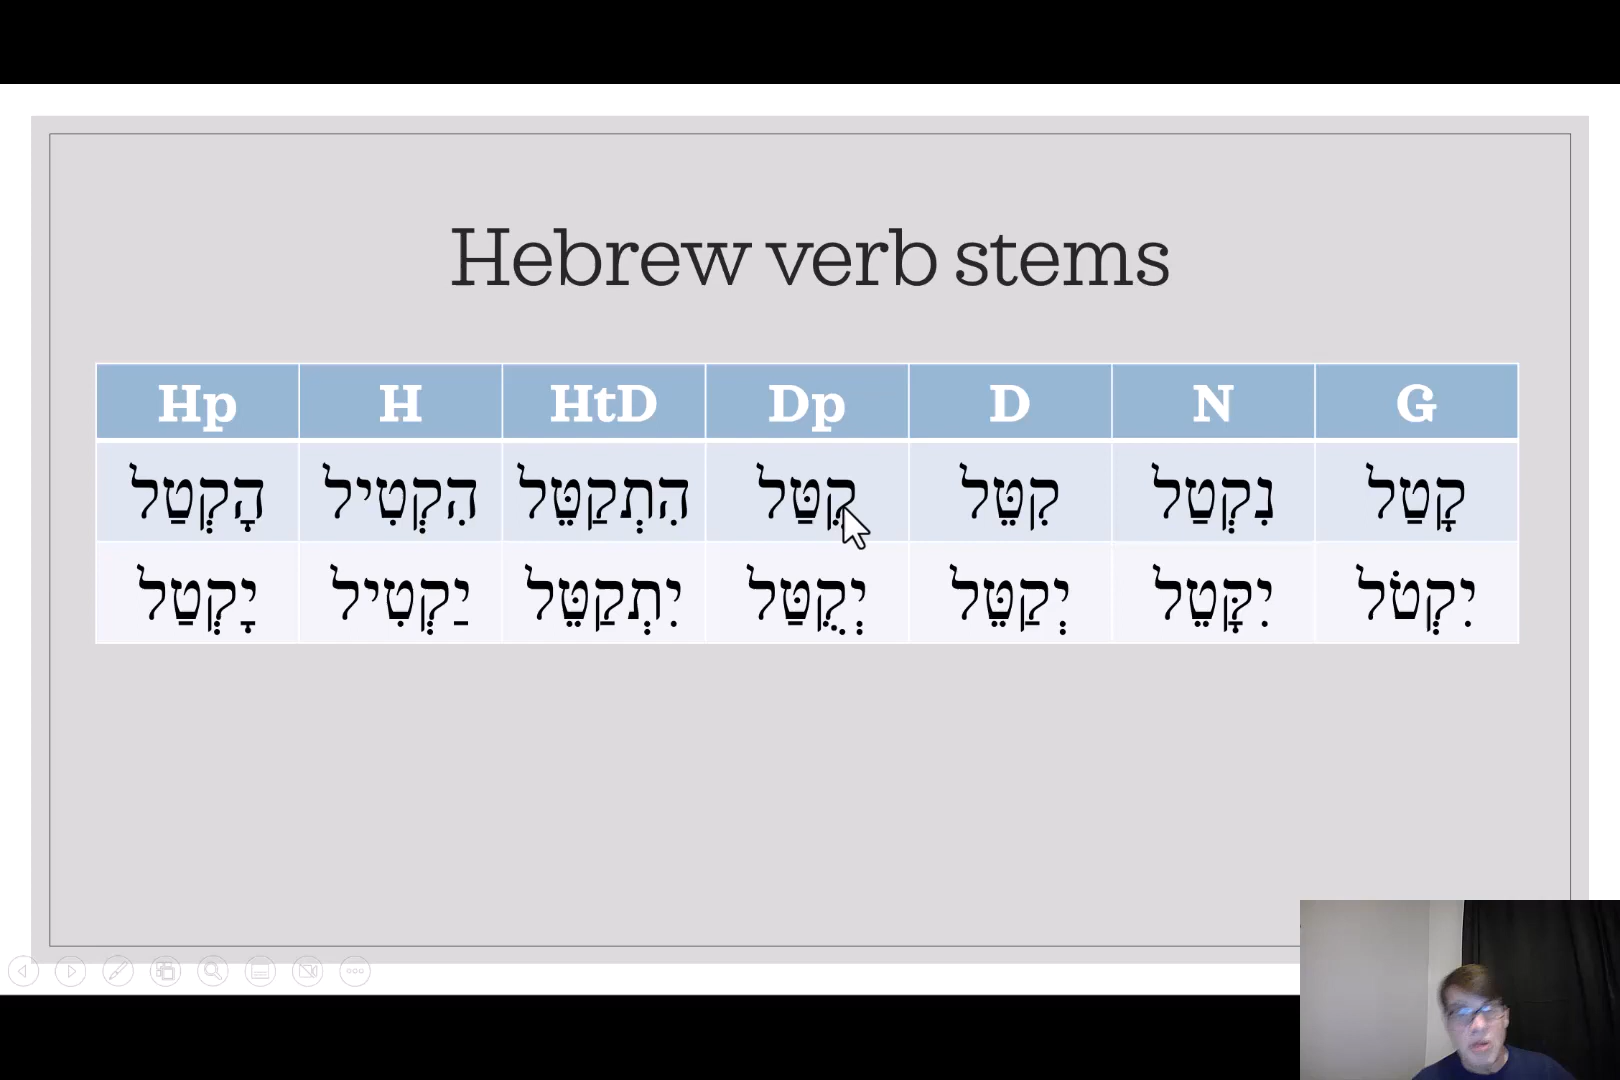 Hebrew verb stems
Hp H HtD Dp D N G
הָקְטַל הִקְטִיל הִתְקַטֵּל קֻטַּל קִטֵּל נִקְטַל קָטַל
יָקְטַל יַקְטִיל יִתְקַטֵּל יְקֻטַּל יְקַטֵּל יִקָּטֵל יִקְטֹל